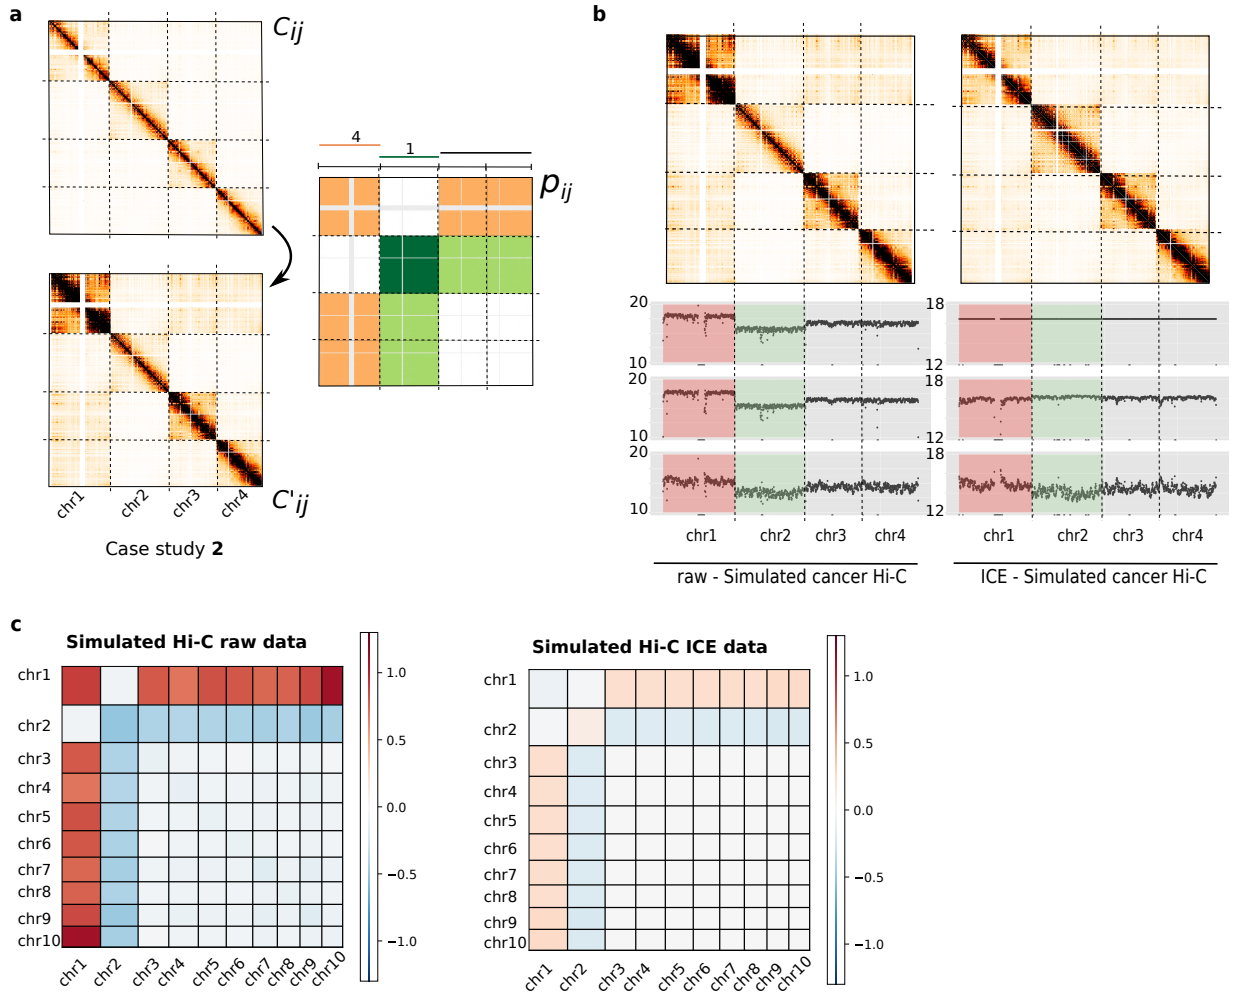 a
C_ij
4
1
p_ij
C'_ij
chr1
chr2
chr3
chr4
Case study 2
b
20
10
20
10
20
10
18
12
18
12
18
12
chr1
chr2
chr3
chr4
chr1
chr2
chr3
chr4
raw - Simulated cancer Hi-C
ICE - Simulated cancer Hi-C
c
Simulated Hi-C raw data
chr1
chr2
chr3
chr4
chr5
chr6
chr7
chr8
chr9
chr10
chr1
chr2
chr3
chr4
chr5
chr6
chr7
chr8
chr9
chr10
1.0
0.5
0.0
−0.5
−1.0
Simulated Hi-C ICE data
chr1
chr2
chr3
chr4
chr5
chr6
chr7
chr8
chr9
chr10
chr1
chr2
chr3
chr4
chr5
chr6
chr7
chr8
chr9
chr10
1.0
0.5
0.0
−0.5
−1.0